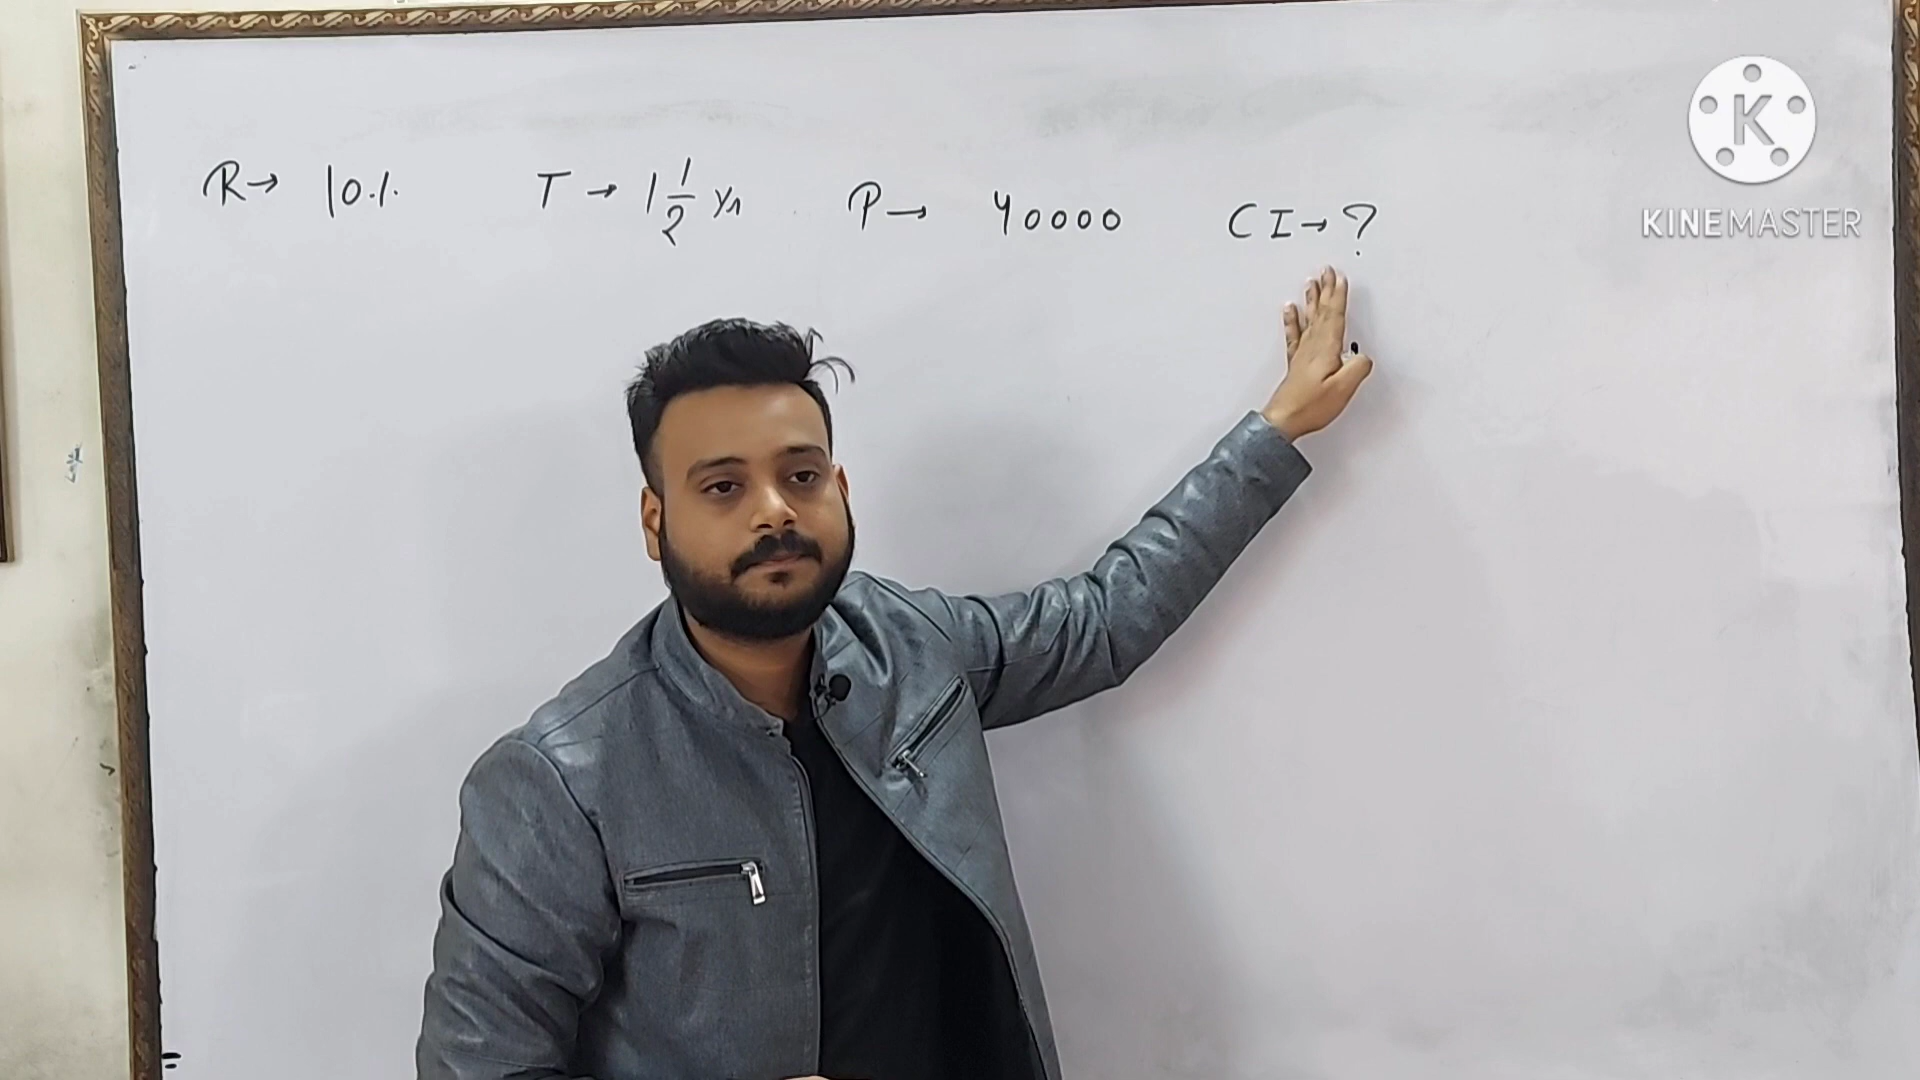 R → 10% T → 1 1/2 yr P → 40000 CI → ?
K
KINEMASTER